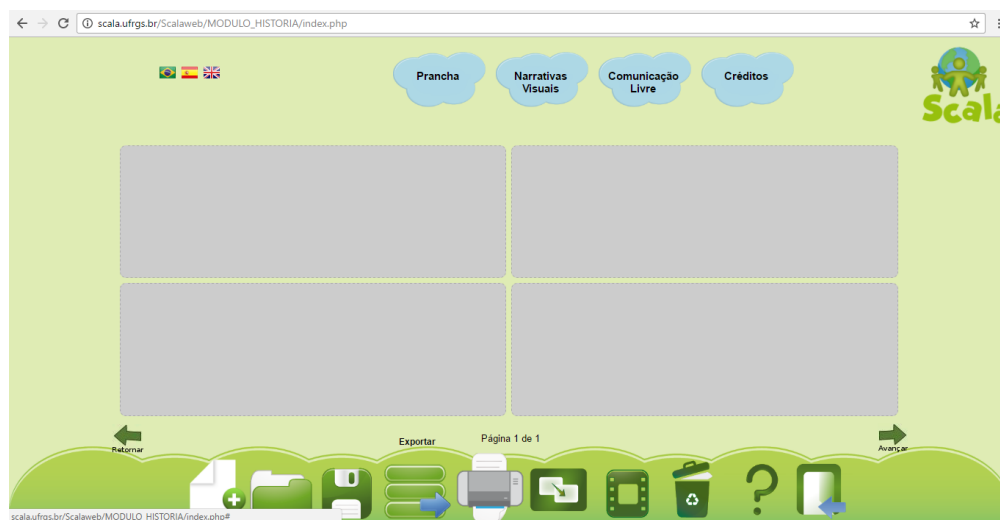 scala.ufrgs.br/Scalaweb/MODULO_HISTORIA/index.php
Prancha
Narrativas
Visuais
Comunicação
Livre
Créditos
Scala
Retornar
Exportar
Página 1 de 1
Avançar
scala.ufrgs.br/Scalaweb/MODULO_HISTORIA/index.php#